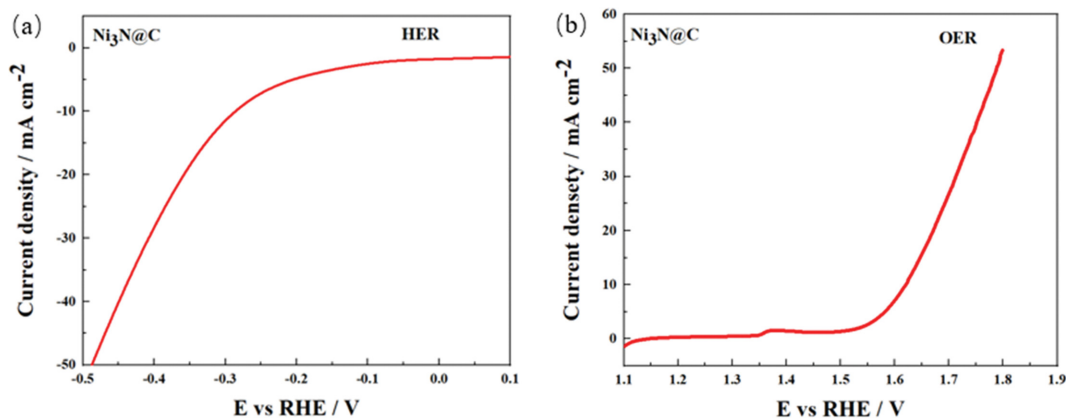 (a)
Ni3N@C
HER
Current density / mA cm-2
0
-10
-20
-30
-40
-50
-0.5 -0.4 -0.3 -0.2 -0.1 0.0 0.1
E vs RHE / V
(b)
Ni3N@C
OER
Current densety / mA cm-2
60
50
40
30
20
10
0
1.1 1.2 1.3 1.4 1.5 1.6 1.7 1.8 1.9
E vs RHE / V